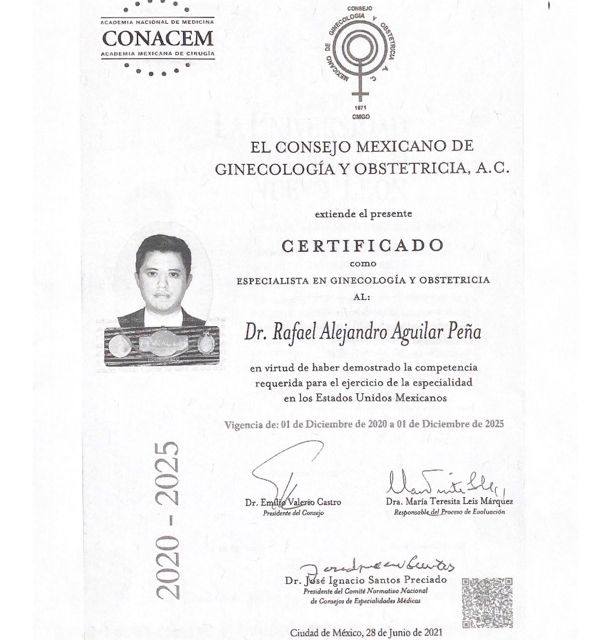 ACADEMIA NACIONAL DE MEDICINA
CONACEM
ACADEMIA MEXICANA DE CIRUGÍA
CONSEJO
MEXICANO DE GINECOLOGÍA Y OBSTETRICIA A.C.
1971
CMGO
EL CONSEJO MEXICANO DE
GINECOLOGÍA Y OBSTETRICIA, A.C.
extiende el presente
CERTIFICADO
como
ESPECIALISTA EN GINECOLOGÍA Y OBSTETRICIA
AL:
Dr. Rafael Alejandro Aguilar Peña
en virtud de haber demostrado la competencia
requerida para el ejercicio de la especialidad
en los Estados Unidos Mexicanos
Vigencia de: 01 de Diciembre de 2020 a 01 de Diciembre de 2025
2020 - 2025
Dr. Emilio Valerio Castro
Presidente del Consejo
Dra. María Teresita Leis Márquez
Responsable del Proceso de Evaluación
Dr. José Ignacio Santos Preciado
Presidente del Comité Normativo Nacional
de Consejos de Especialidades Médicas
Ciudad de México, 28 de Junio de 2021